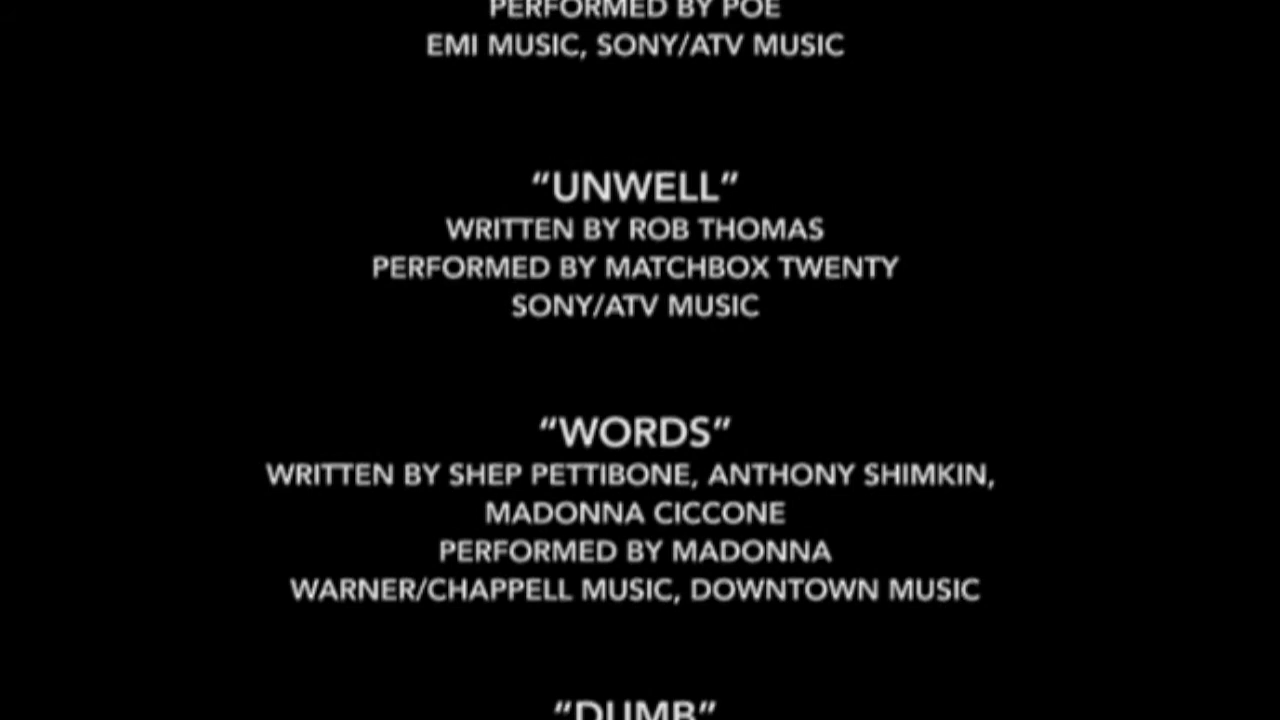 PERFORMED BY POE
EMI MUSIC, SONY/ATV MUSIC
“UNWELL”
WRITTEN BY ROB THOMAS
PERFORMED BY MATCHBOX TWENTY
SONY/ATV MUSIC
“WORDS”
WRITTEN BY SHEP PETTIBONE, ANTHONY SHIMKIN,
MADONNA CICCONE
PERFORMED BY MADONNA
WARNER/CHAPPELL MUSIC, DOWNTOWN MUSIC
“DUMB”